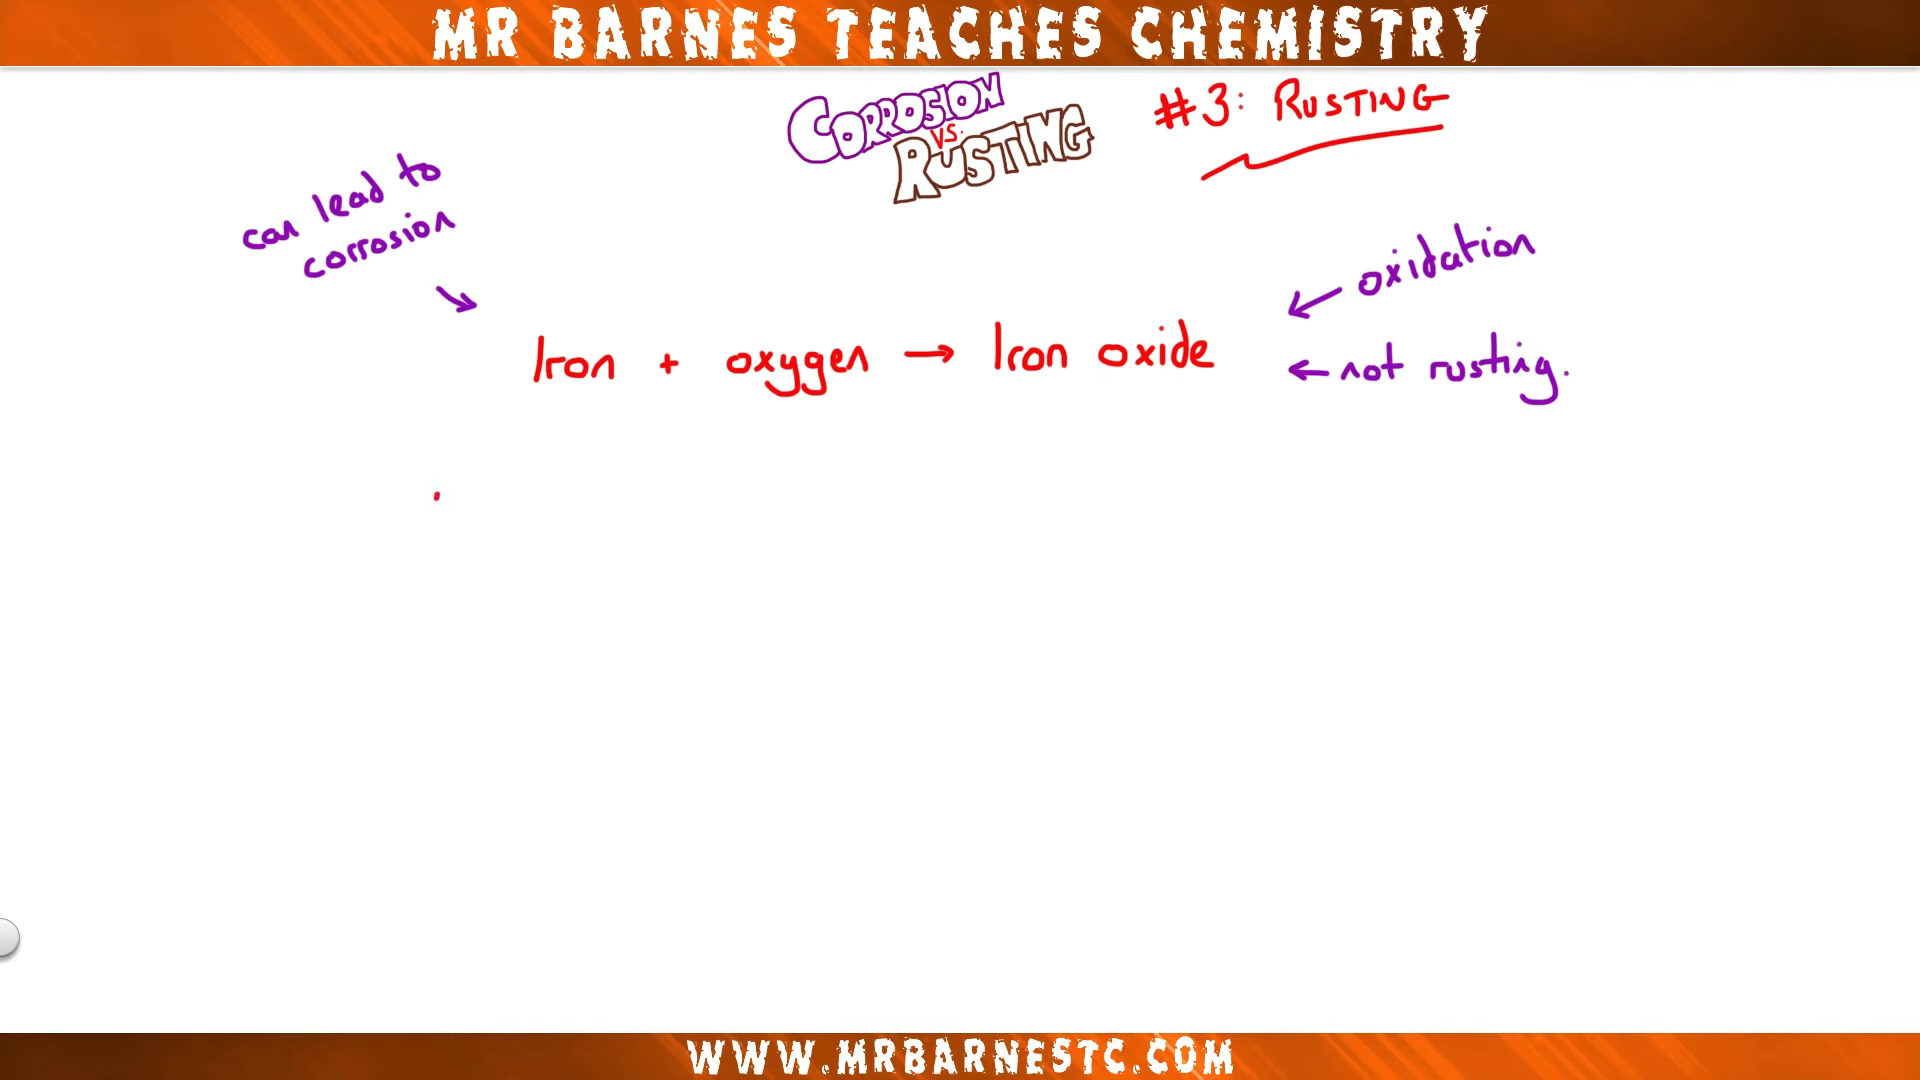 MR BARNES TEACHES CHEMISTRY
CORROSION
VS.
RUSTING
#3: RUSTING
can lead to
corrosion
← oxidation
Iron + oxygen → Iron oxide
← not rusting.
WWW.MRBARNESTC.COM